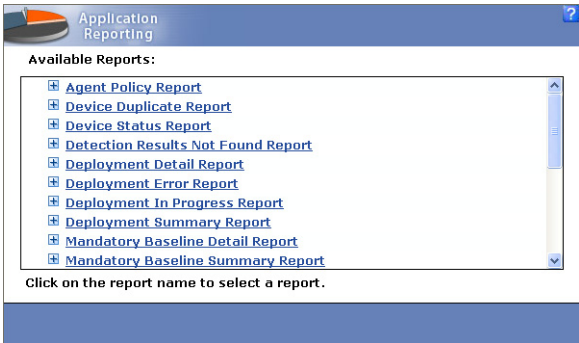 Application
Reporting
?
Available Reports:
Agent Policy Report
Device Duplicate Report
Device Status Report
Detection Results Not Found Report
Deployment Detail Report
Deployment Error Report
Deployment In Progress Report
Deployment Summary Report
Mandatory Baseline Detail Report
Mandatory Baseline Summary Report
Click on the report name to select a report.